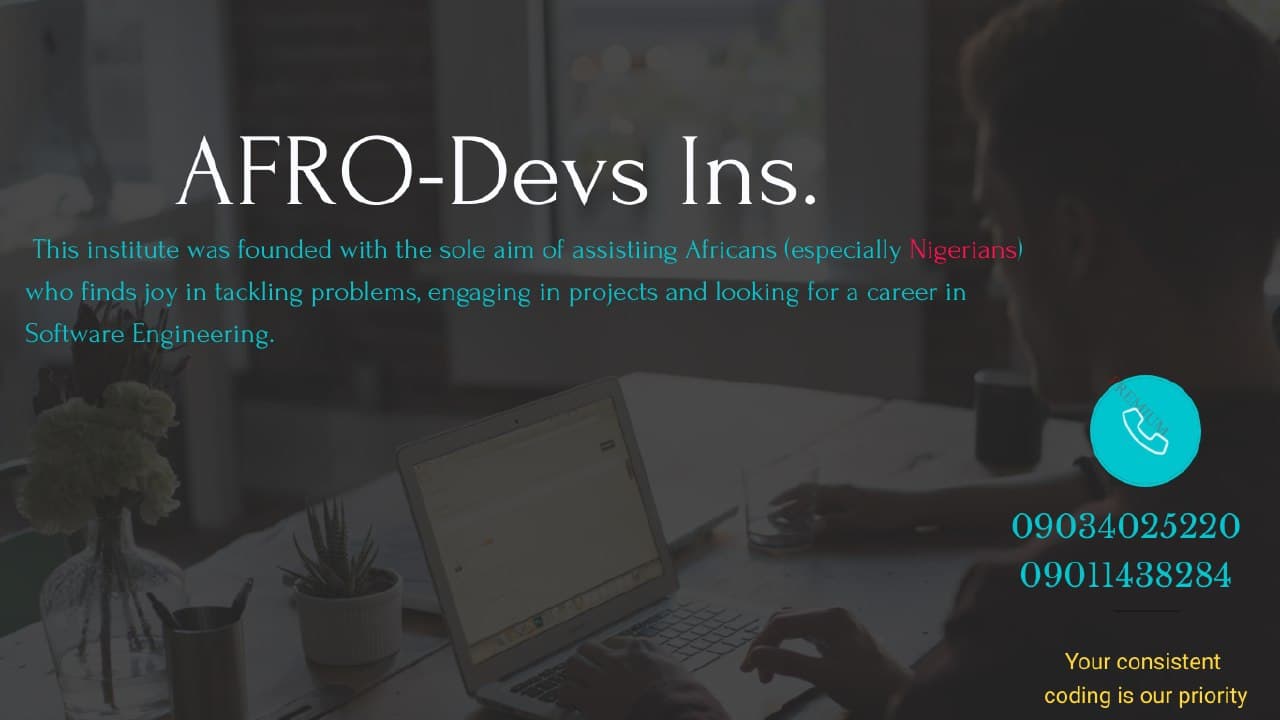 AFRO-Devs Ins.
This institute was founded with the sole aim of assistiing Africans (especially Nigerians)
who finds joy in tackling problems, engaging in projects and looking for a career in
Software Engineering.
PREMIUM
09034025220
09011438284
Your consistent
coding is our priority